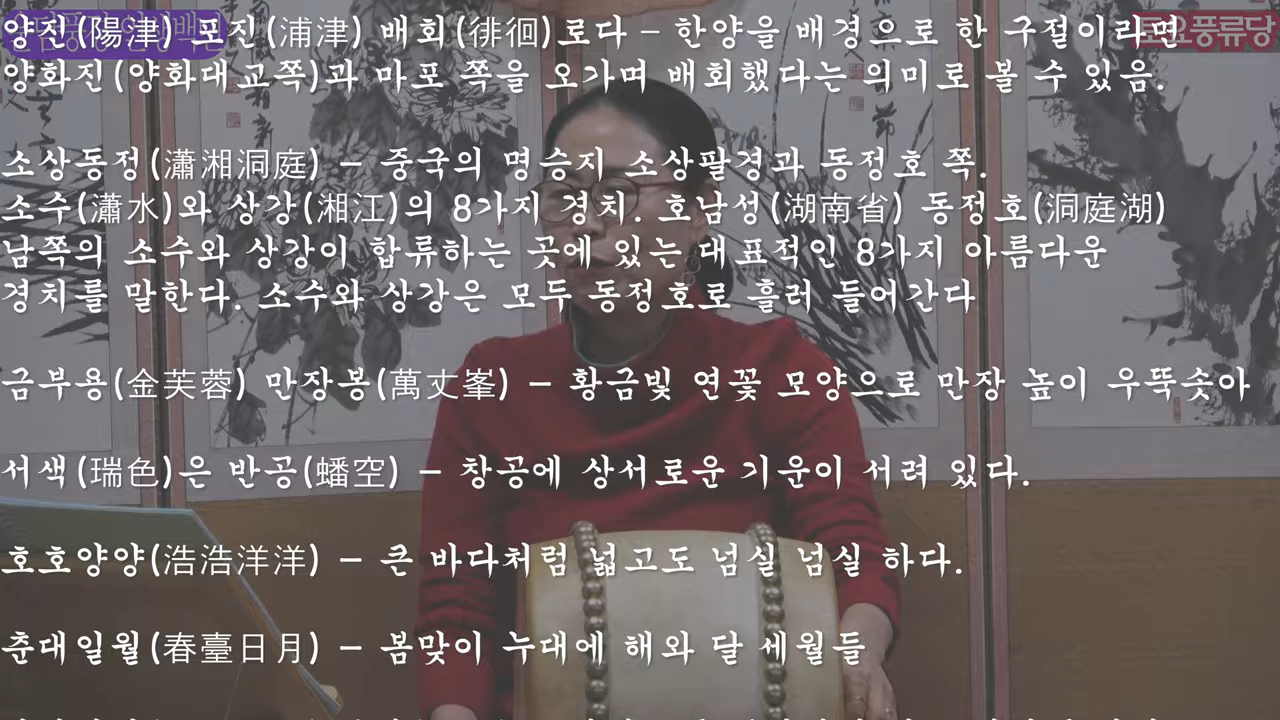 양진(陽津) 포진(浦津) 배회(徘徊)로다 – 한양을 배경으로 한 구절이라면
양화진(양화대교쪽)과 마포 쪽을 오가며 배회했다는 의미로 볼 수 있음.
소상동정(瀟湘洞庭) – 중국의 명승지 소상팔경과 동정호 쪽.
소수(瀟水)와 상강(湘江)의 8가지 경치. 호남성(湖南省) 동정호(洞庭湖)
남쪽의 소수와 상강이 합류하는 곳에 있는 대표적인 8가지 아름다운
경치를 말한다. 소수와 상강은 모두 동정호로 흘러 들어간다
금부용(金芙蓉) 만장봉(萬丈峯) – 황금빛 연꽃 모양으로 만장 높이 우뚝솟아
서색(瑞色)은 반공(蟠空) – 창공에 상서로운 기운이 서려 있다.
호호양양(浩浩洋洋) – 큰 바다처럼 넓고도 넘실 넘실 하다.
춘대일월(春臺日月) – 봄맞이 누대에 해와 달 세월들